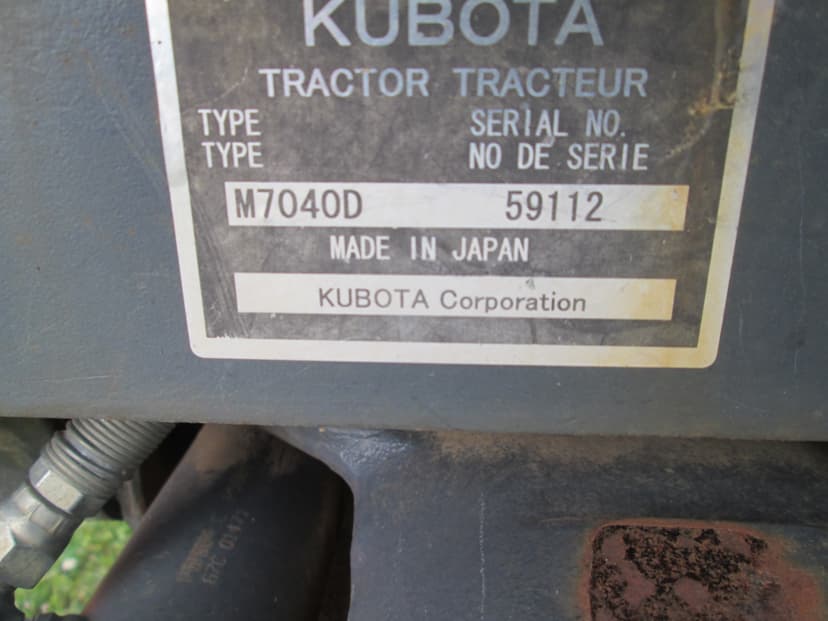 KUBOTA
TRACTOR TRACTEUR
TYPE SERIAL NO.
TYPE NO DE SERIE
M7040D 59112
MADE IN JAPAN
KUBOTA Corporation